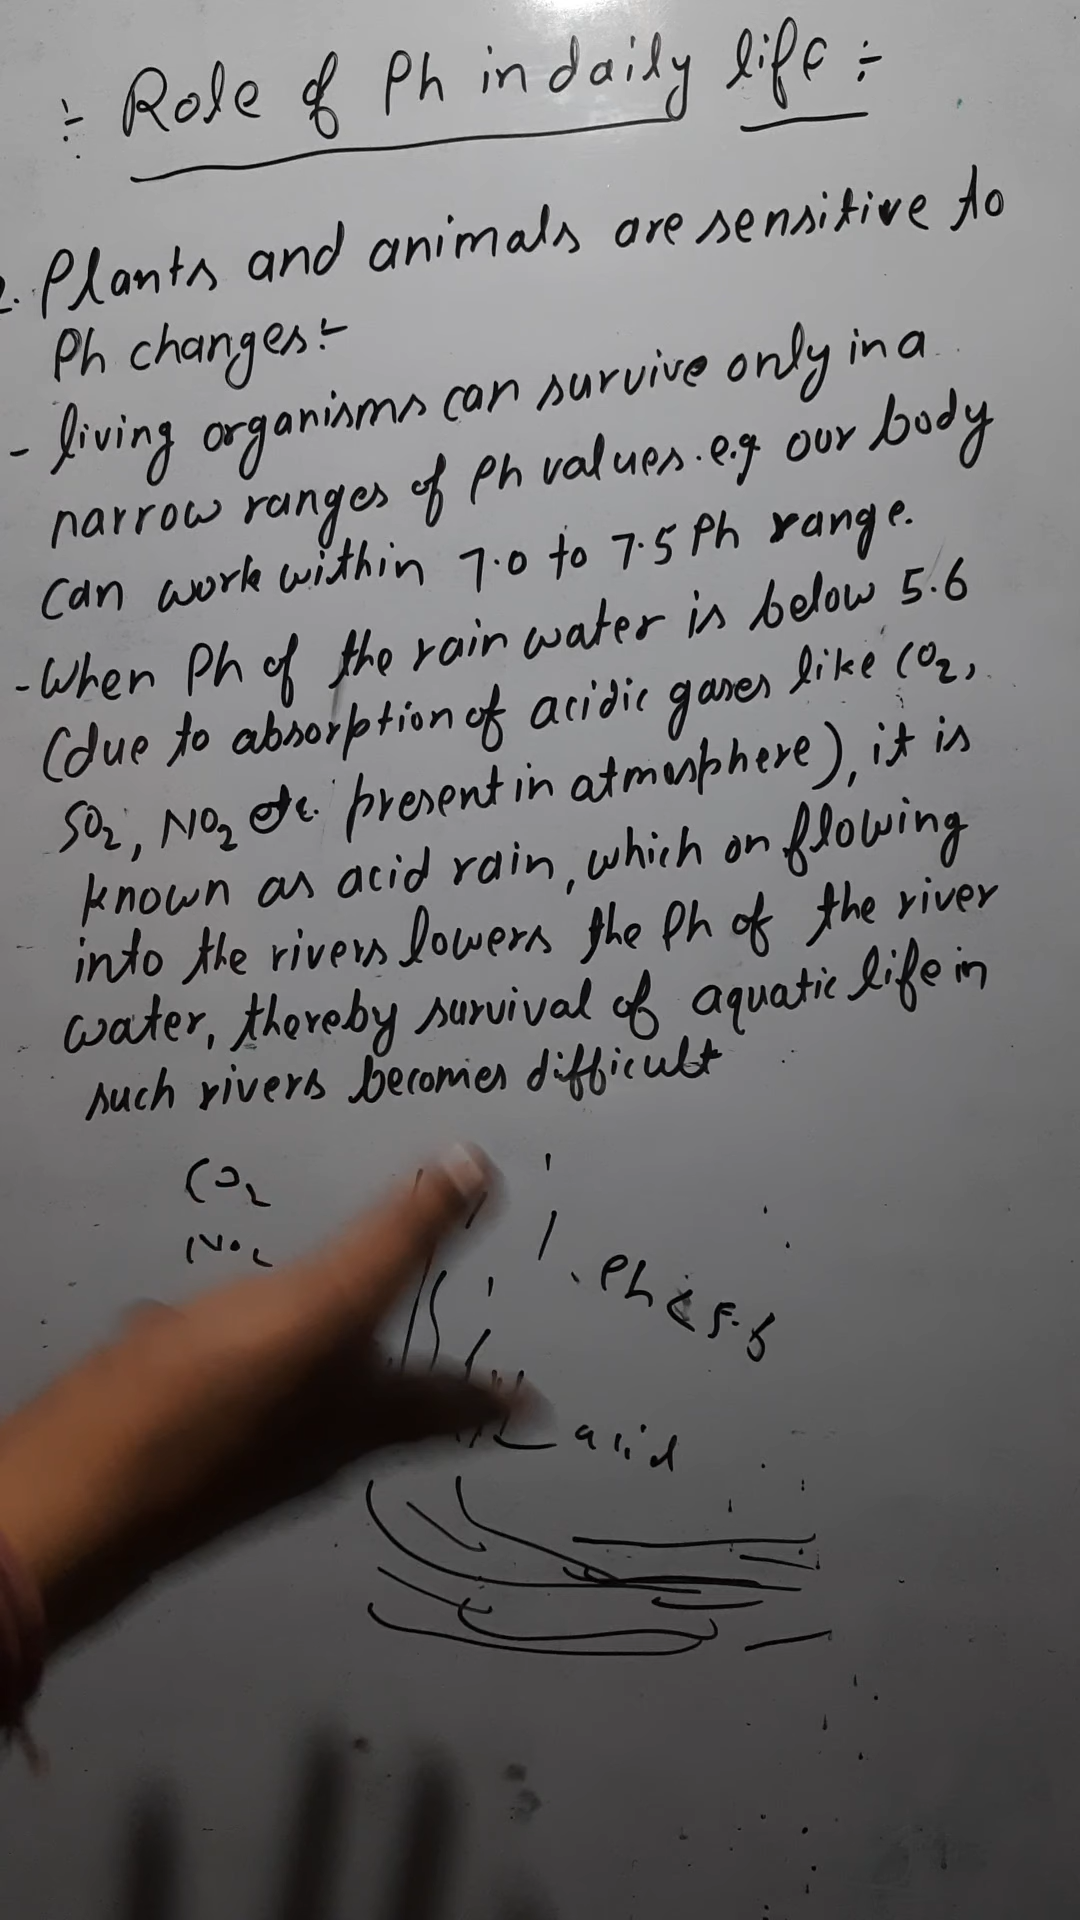 ÷ Role of Ph in daily life ÷
2. Plants and animals are sensitive to
Ph changes:-
- living organisms can survive only in a
narrow ranges of Ph values. e.g our body
can work within 7.0 to 7.5 Ph range.
- When Ph of the rain water is below 5.6
(due to absorption of acidic gases like CO2,
SO2, NO2 etc. present in atmosphere), it is
known as acid rain, which on flowing
into the rivers lowers the Ph of the river
water, thereby survival of aquatic life in
such rivers becomes difficult
CO2
NO2
Ph < 5.6
acid